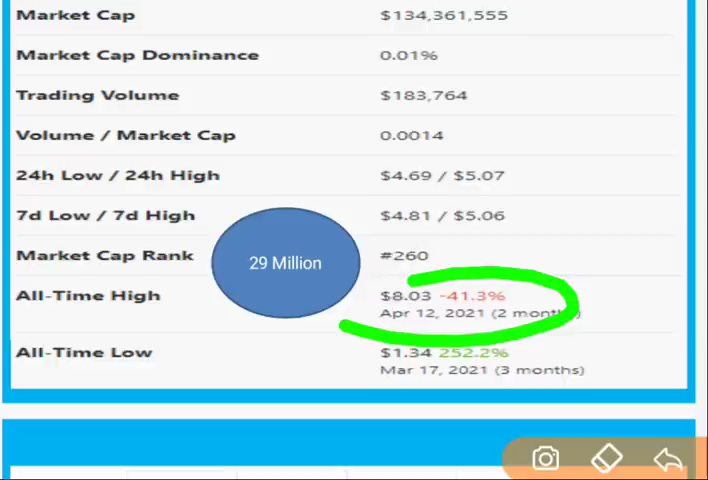 Market Cap $134,361,555
Market Cap Dominance 0.01%
Trading Volume $183,764
Volume / Market Cap 0.0014
24h Low / 24h High $4.69 / $5.07
7d Low / 7d High $4.81 / $5.06
29 Million
Market Cap Rank #260
All-Time High $8.03 -41.3%
Apr 12, 2021 (2 months)
All-Time Low $1.34 252.2%
Mar 17, 2021 (3 months)